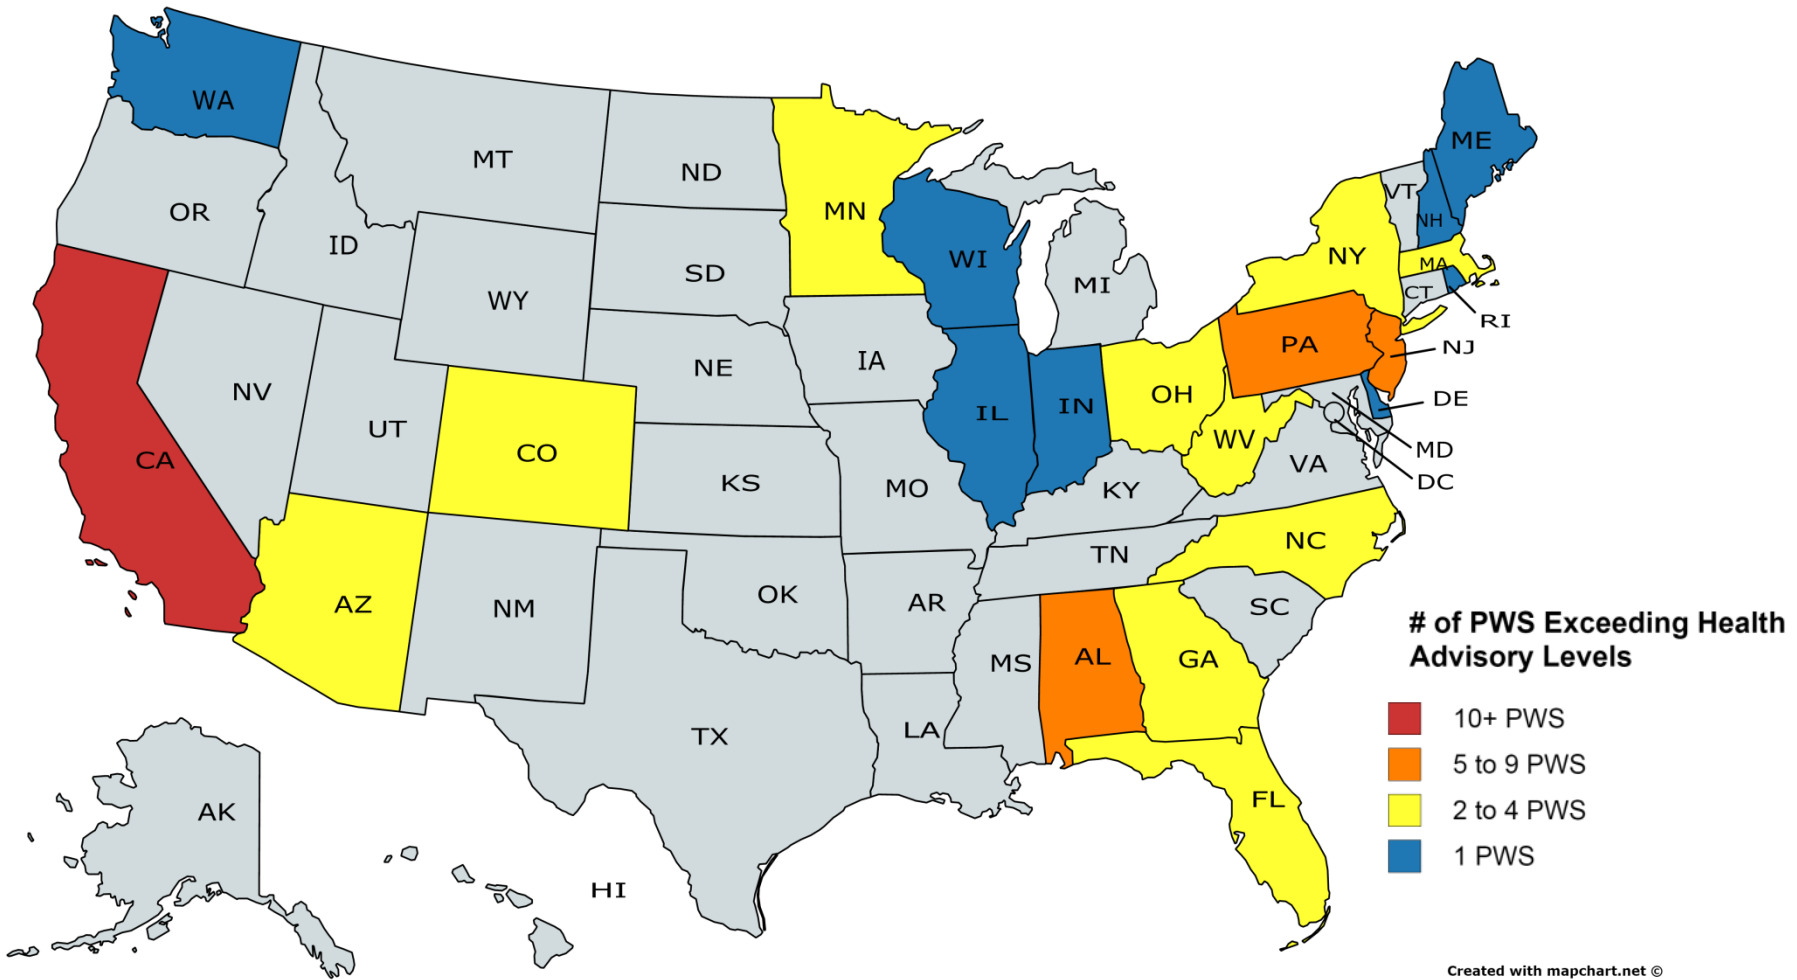 WA
MT
ND
MN
OR
ID
WY
SD
WI
MI
ME
VT
NH
NY
MA
CT
RI
NJ
PA
DE
MD
DC
NV
UT
CO
NE
IA
IL
IN
OH
WV
VA
CA
KS
MO
KY
AZ
NM
OK
AR
TN
NC
SC
MS
AL
GA
TX
LA
FL
AK
HI
# of PWS Exceeding Health
Advisory Levels
10+ PWS
5 to 9 PWS
2 to 4 PWS
1 PWS
Created with mapchart.net ©